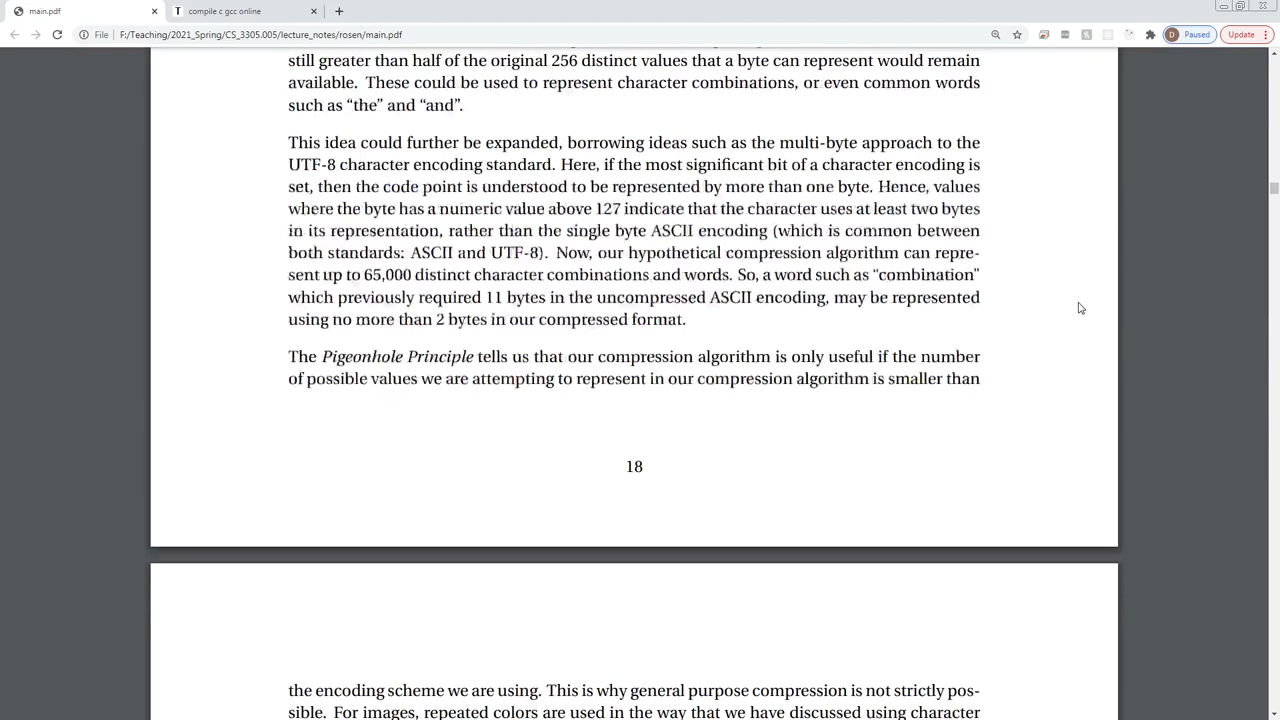 main.pdf
compile c gcc online
File
F:/Teaching/2021_Spring/CS_3305.005/lecture_notes/rosen/main.pdf
D
Paused
Update
still greater than half of the original 256 distinct values that a byte can represent would remain
available. These could be used to represent character combinations, or even common words
such as “the” and “and”.
This idea could further be expanded, borrowing ideas such as the multi-byte approach to the
UTF-8 character encoding standard. Here, if the most significant bit of a character encoding is
set, then the code point is understood to be represented by more than one byte. Hence, values
where the byte has a numeric value above 127 indicate that the character uses at least two bytes
in its representation, rather than the single byte ASCII encoding (which is common between
both standards: ASCII and UTF-8). Now, our hypothetical compression algorithm can repre-
sent up to 65,000 distinct character combinations and words. So, a word such as “combination”
which previously required 11 bytes in the uncompressed ASCII encoding, may be represented
using no more than 2 bytes in our compressed format.
The Pigeonhole Principle tells us that our compression algorithm is only useful if the number
of possible values we are attempting to represent in our compression algorithm is smaller than
18
the encoding scheme we are using. This is why general purpose compression is not strictly pos-
sible. For images, repeated colors are used in the way that we have discussed using character